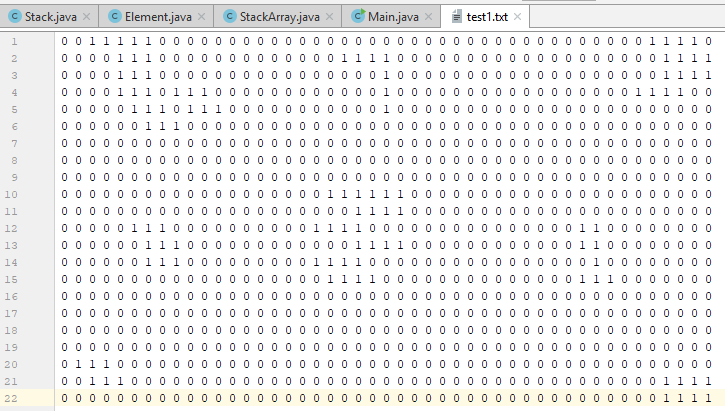 Stack.java Element.java StackArray.java Main.java test1.txt
1 0 0 1 1 1 1 1 0 0 0 0 0 0 0 0 0 0 0 0 0 0 0 0 0 0 0 0 0 0 0 0 0 0 0 0 0 0 0 0 0 0 0 1 1 1 1 0
2 0 0 0 0 1 1 1 0 0 0 0 0 0 0 0 0 0 0 0 0 1 1 1 1 0 0 0 0 0 0 0 0 0 0 0 0 0 0 0 0 0 0 0 1 1 1 1
3 0 0 0 0 1 1 1 0 0 0 0 0 0 0 0 0 0 0 0 0 0 0 0 1 0 0 0 0 0 0 0 0 0 0 0 0 0 0 0 0 0 0 0 1 1 1 1
4 0 0 0 0 1 1 1 0 1 1 1 0 0 0 0 0 0 0 0 0 0 0 0 1 0 0 0 0 0 0 0 0 0 0 0 0 0 0 0 0 0 1 1 1 1 0 0
5 0 0 0 0 0 1 1 1 0 1 1 1 0 0 0 0 0 0 0 0 0 0 0 1 0 0 0 0 0 0 0 0 0 0 0 0 0 0 0 0 0 0 0 0 0 0 0
6 0 0 0 0 0 0 1 1 1 0 0 0 0 0 0 0 0 0 0 0 0 0 0 0 0 0 0 0 0 0 0 0 0 0 0 0 0 0 0 0 0 0 0 0 0 0 0
7 0 0 0 0 0 0 0 0 0 0 0 0 0 0 0 0 0 0 0 0 0 0 0 0 0 0 0 0 0 0 0 0 0 0 0 0 0 0 0 0 0 0 0 0 0 0 0
8 0 0 0 0 0 0 0 0 0 0 0 0 0 0 0 0 0 0 0 0 0 0 0 0 0 0 0 0 0 0 0 0 0 0 0 0 0 0 0 0 0 0 0 0 0 0 0
9 0 0 0 0 0 0 0 0 0 0 0 0 0 0 0 0 0 0 0 0 0 0 0 0 0 0 0 0 0 0 0 0 0 0 0 0 0 0 0 0 0 0 0 0 0 0 0
10 0 0 0 0 0 0 0 0 0 0 0 0 0 0 0 0 0 0 0 1 1 1 1 1 1 0 0 0 0 0 0 0 0 0 0 0 0 0 0 0 0 0 0 0 0 0 0
11 0 0 0 0 0 0 0 0 0 0 0 0 0 0 0 0 0 0 0 0 0 1 1 1 1 0 0 0 0 0 0 0 0 0 0 0 0 0 0 0 0 0 0 0 0 0 0
12 0 0 0 0 0 1 1 1 0 0 0 0 0 0 0 0 0 0 1 1 1 1 0 0 0 0 0 0 0 0 0 0 0 0 0 0 0 1 1 0 0 0 0 0 0 0 0
13 0 0 0 0 0 0 1 1 1 0 0 0 0 0 0 0 0 0 0 0 0 1 1 1 1 0 0 0 0 0 0 0 0 0 0 0 0 1 1 0 0 0 0 0 0 0 0
14 0 0 0 0 0 0 1 1 1 0 0 0 0 0 0 0 0 0 1 1 1 1 0 0 0 0 0 0 0 0 0 0 0 0 0 0 0 0 1 0 0 0 0 0 0 0 0
15 0 0 0 0 0 0 0 0 0 0 0 0 0 0 0 0 0 0 0 1 1 1 1 0 0 0 0 0 0 0 0 0 0 0 0 0 0 1 1 1 0 0 0 0 0 0 0
16 0 0 0 0 0 0 0 0 0 0 0 0 0 0 0 0 0 0 0 0 0 0 0 0 0 0 0 0 0 0 0 0 0 0 0 0 0 0 0 0 0 0 0 0 0 0 0
17 0 0 0 0 0 0 0 0 0 0 0 0 0 0 0 0 0 0 0 0 0 0 0 0 0 0 0 0 0 0 0 0 0 0 0 0 0 0 0 0 0 0 0 0 0 0 0
18 0 0 0 0 0 0 0 0 0 0 0 0 0 0 0 0 0 0 0 0 0 0 0 0 0 0 0 0 0 0 0 0 0 0 0 0 0 0 0 0 0 0 0 0 0 0 0
19 0 0 0 0 0 0 0 0 0 0 0 0 0 0 0 0 0 0 0 0 0 0 0 0 0 0 0 0 0 0 0 0 0 0 0 0 0 0 0 0 0 0 0 0 0 0 0
20 0 1 1 1 0 0 0 0 0 0 0 0 0 0 0 0 0 0 0 0 0 0 0 0 0 0 0 0 0 0 0 0 0 0 0 0 0 0 0 0 0 0 0 0 0 0 0
21 0 0 1 1 1 0 0 0 0 0 0 0 0 0 0 0 0 0 0 0 0 0 0 0 0 0 0 0 0 0 0 0 0 0 0 0 0 0 0 0 0 0 0 1 1 1 1
22 0 0 0 0 0 0 0 0 0 0 0 0 0 0 0 0 0 0 0 0 0 0 0 0 0 0 0 0 0 0 0 0 0 0 0 0 0 0 0 0 0 0 0 1 1 1 1